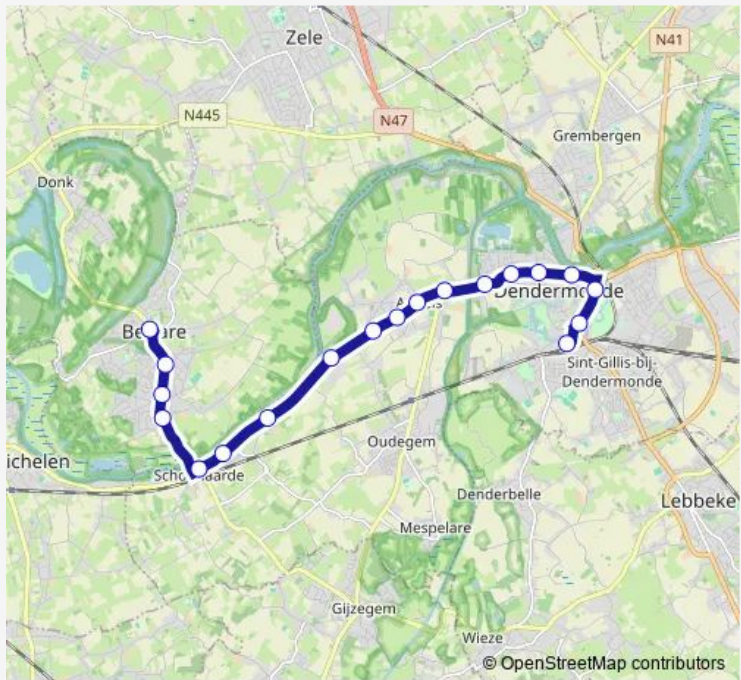 Zele
N41
N445
N47
Grembergen
Donk
Dendermonde
Sint-Gillis-bij-
Dendermonde
Oudegem
Denderbelle
Lebbeke
Mespelare
Gijzegem
Wieze
© OpenStreetMap contributors